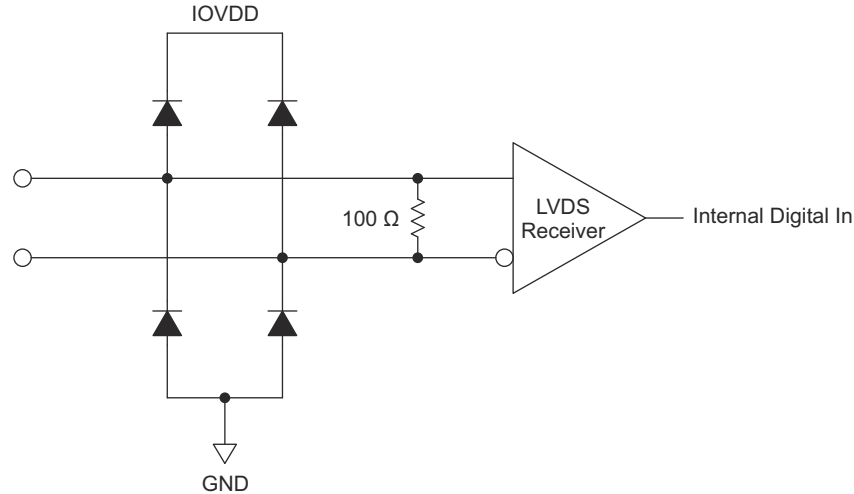 IOVDD
100 Ω
LVDS
Receiver
Internal Digital In
GND